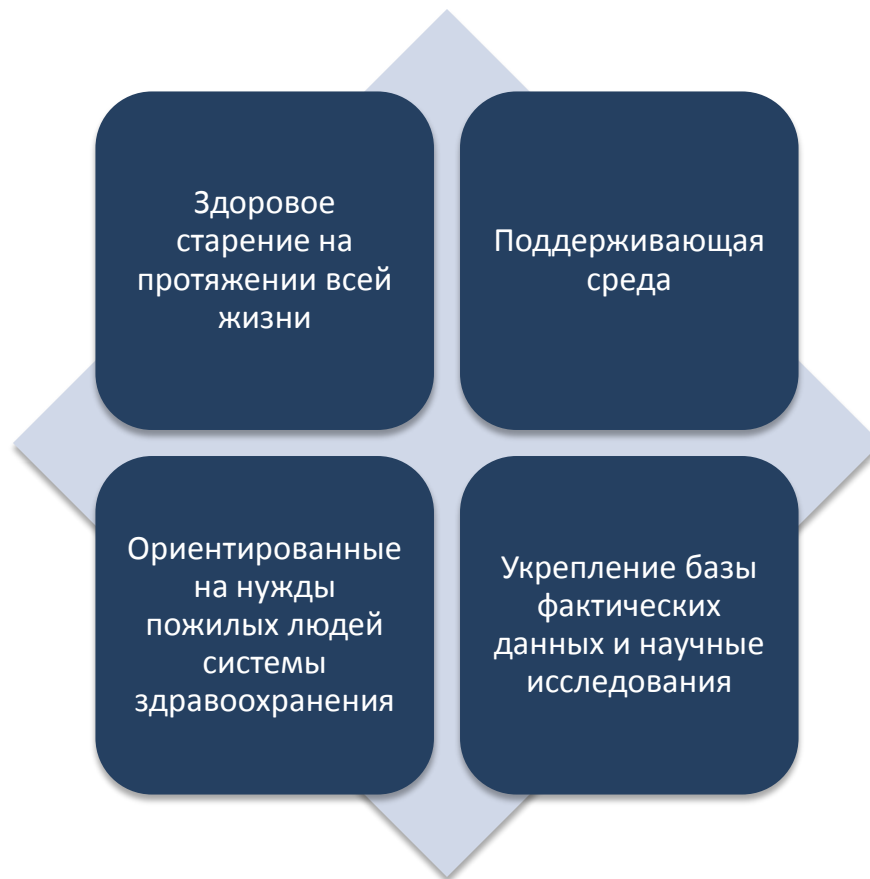 Здоровое
старение на
протяжении всей
жизни
Поддерживающая
среда
Ориентированные
на нужды
пожилых людей
системы
здравоохранения
Укрепление базы
фактических
данных и научные
исследования